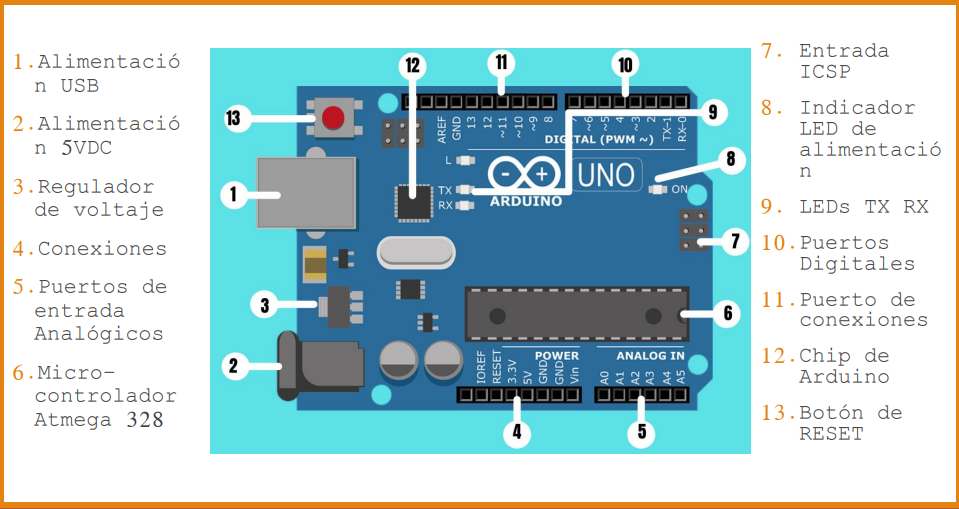 1.Alimentació
n USB
2.Alimentació
n 5VDC
3.Regulador
de voltaje
4.Conexiones
5.Puertos de
entrada
Analógicos
6.Micro-
controlador
Atmega 328
12
11
10
13
9
AREF
GND
13
12
~11
~10
~9
8
7
~6
~5
4
~3
2
TX→1
RX←0
DIGITAL (PWM ~)
L
TX
RX
ARDUINO
UNO
ON
8
1
7
3
6
2
POWER
ANALOG IN
IOREF
RESET
3.3V
5V
GND
GND
Vin
A0
A1
A2
A3
A4
A5
4
5
7. Entrada
ICSP
8. Indicador
LED de
alimentació
n
9. LEDs TX RX
10.Puertos
Digitales
11.Puerto de
conexiones
12.Chip de
Arduino
13.Botón de
RESET